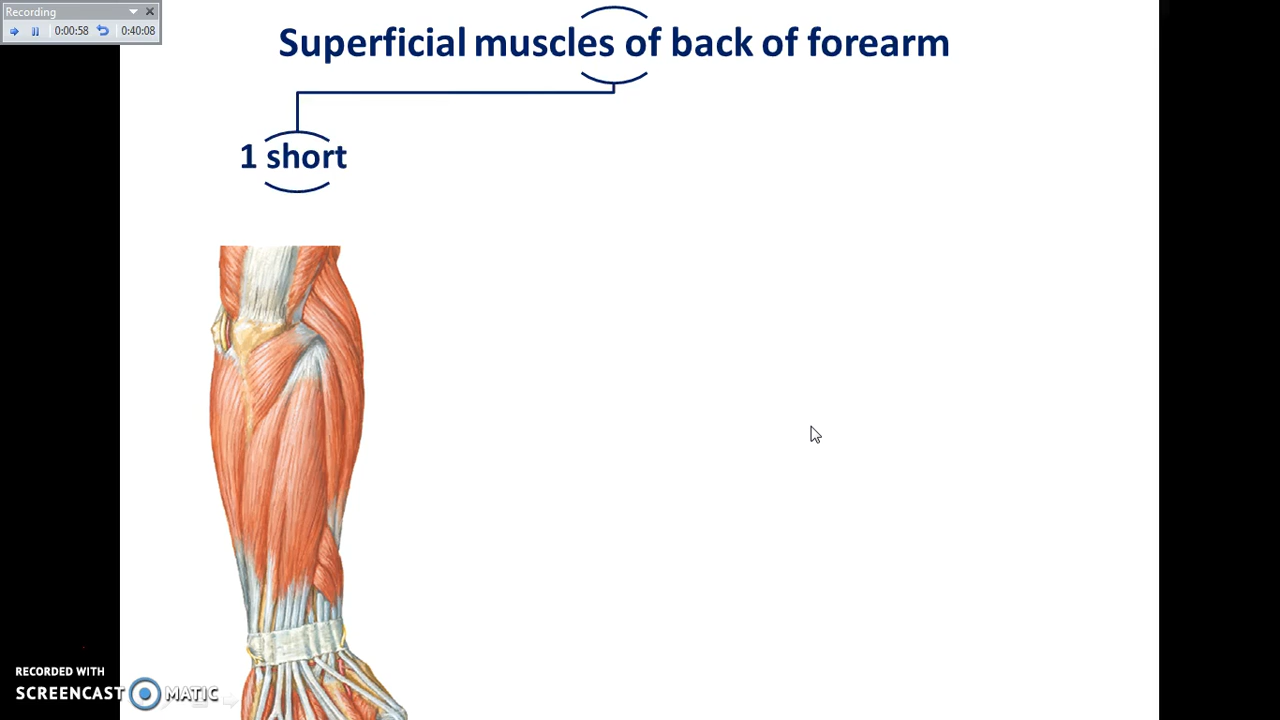 Recording
0:00:58 0:40:08
Superficial muscles of back of forearm
1 short
RECORDED WITH
SCREENCAST MATIC